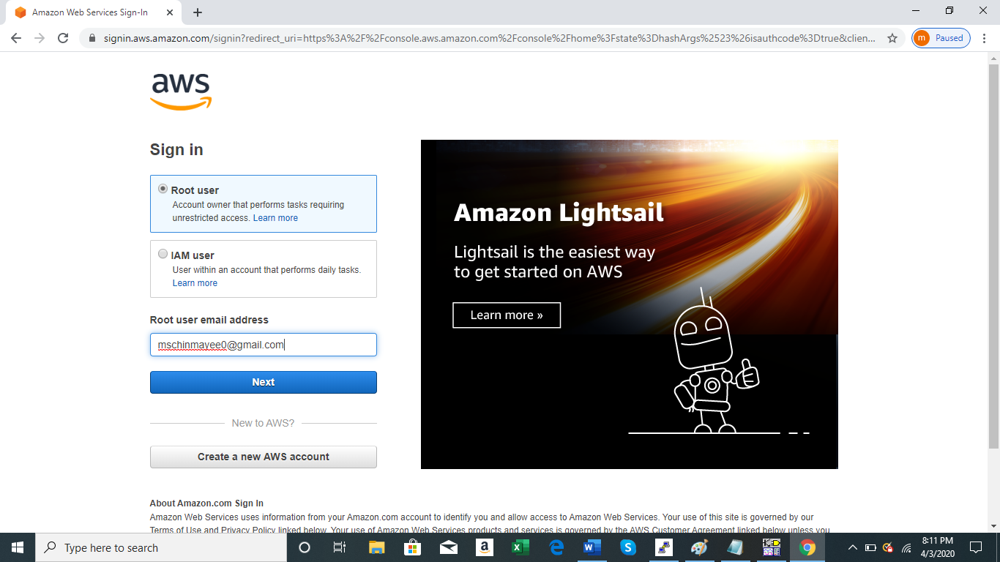 Amazon Web Services Sign-In
signin.aws.amazon.com/signin?redirect_uri=https%3A%2F%2Fconsole.aws.amazon.com%2Fconsole%2Fhome%3Fstate%3DhashArgs%2523%26isauthcode%3Dtrue&clien...
m Paused
aws
Sign in
Root user
Account owner that performs tasks requiring
unrestricted access. Learn more
IAM user
User within an account that performs daily tasks.
Learn more
Root user email address
mschinmayee0@gmail.com
Next
New to AWS?
Create a new AWS account
Amazon Lightsail
Lightsail is the easiest way
to get started on AWS
Learn more »
About Amazon.com Sign In
Amazon Web Services uses information from your Amazon.com account to identify you and allow access to Amazon Web Services. Your use of this site is governed by our
Terms of Use and Privacy Policy linked below. Your use of Amazon Web Services products and services is governed by the AWS Customer Agreement linked below unless you
Type here to search
8:11 PM
4/3/2020